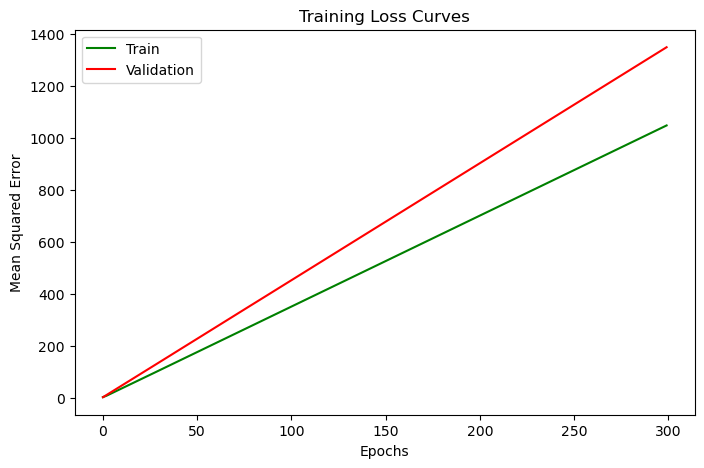 Training Loss Curves
Train
Validation
Mean Squared Error
1400
1200
1000
800
600
400
200
0
0 50 100 150 200 250 300
Epochs